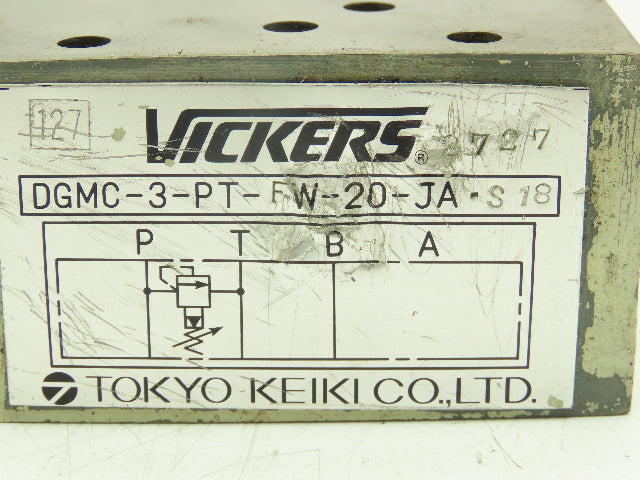 127
VICKERS® 2727
DGMC-3-PT-FW-20-JA-S18
P T B A
TOKYO KEIKI CO., LTD.